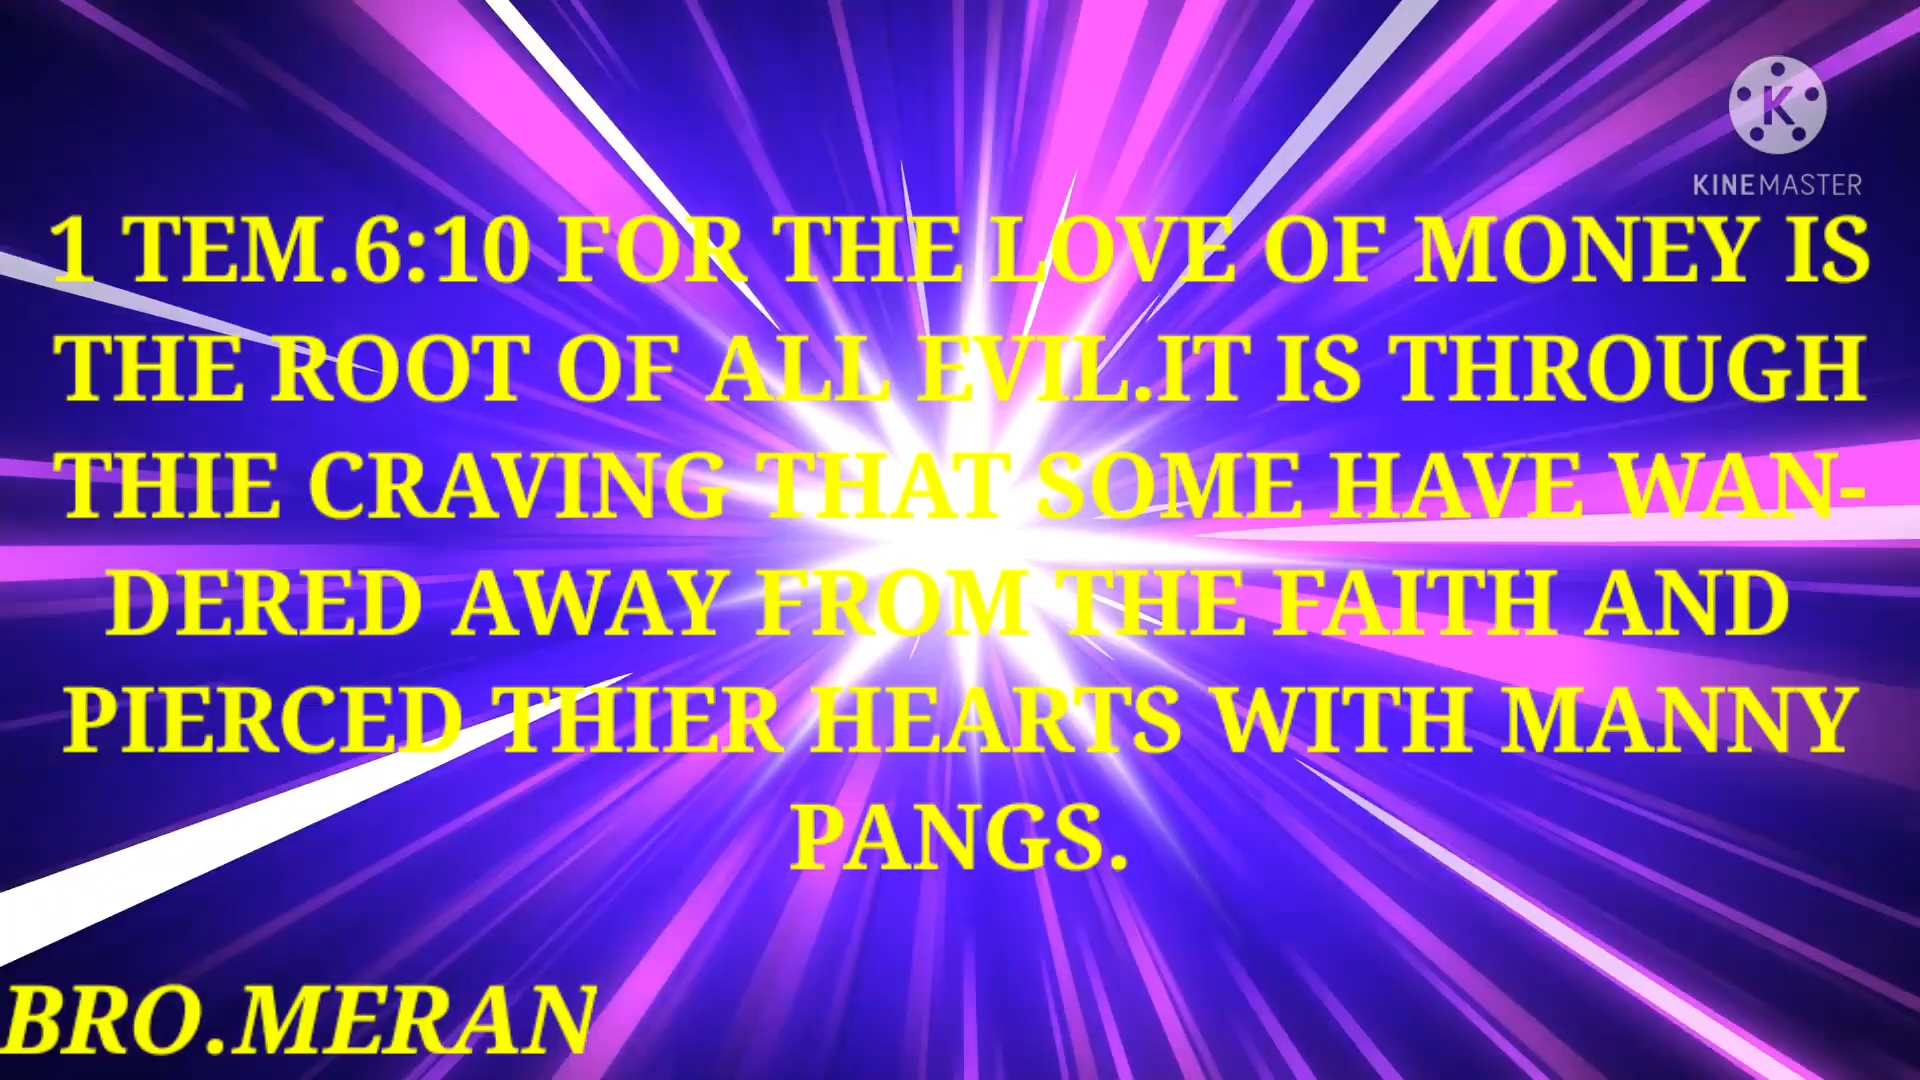 KINEMASTER
1 TEM.6:10 FOR THE LOVE OF MONEY IS
THE ROOT OF ALL EVIL.IT IS THROUGH
THIE CRAVING THAT SOME HAVE WAN-
DERED AWAY FROM THE FAITH AND
PIERCED THIER HEARTS WITH MANNY
PANGS.
BRO.MERAN